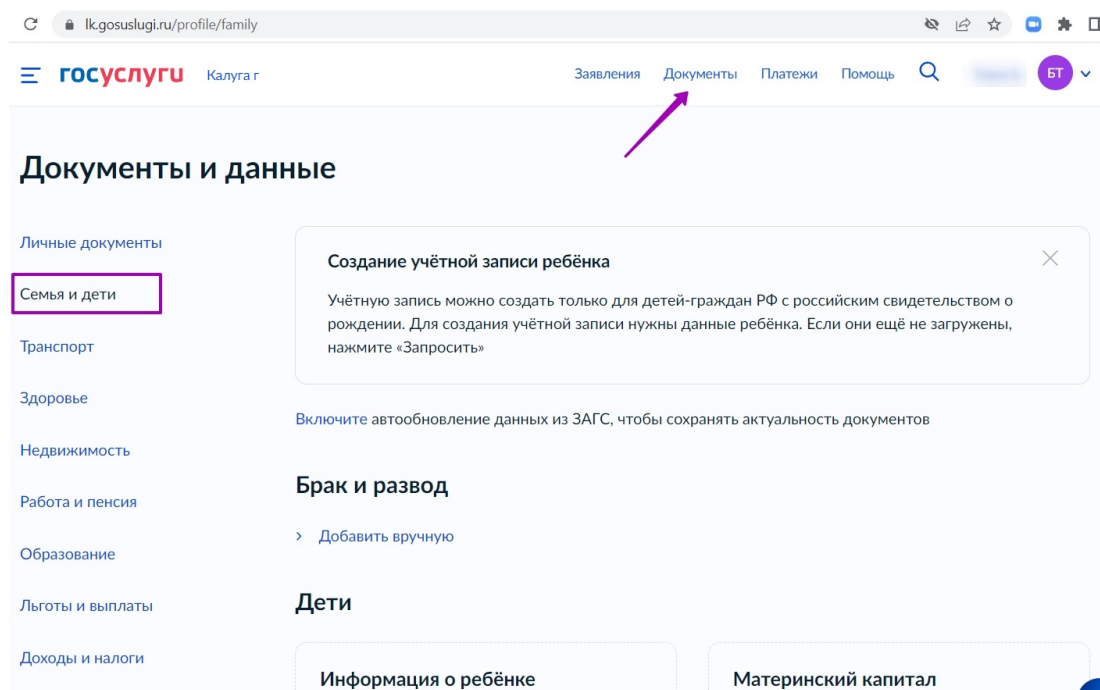 lk.gosuslugi.ru/profile/family
госуслуги Калуга г Заявления Документы Платежи Помощь БТ
Документы и данные
Личные документы
Семья и дети
Транспорт
Здоровье
Недвижимость
Работа и пенсия
Образование
Льготы и выплаты
Доходы и налоги
Создание учётной записи ребёнка
Учётную запись можно создать только для детей-граждан РФ с российским свидетельством о
рождении. Для создания учётной записи нужны данные ребёнка. Если они ещё не загружены,
нажмите «Запросить»
Включите автообновление данных из ЗАГС, чтобы сохранять актуальность документов
Брак и развод
Добавить вручную
Дети
Информация о ребёнке
Материнский капитал